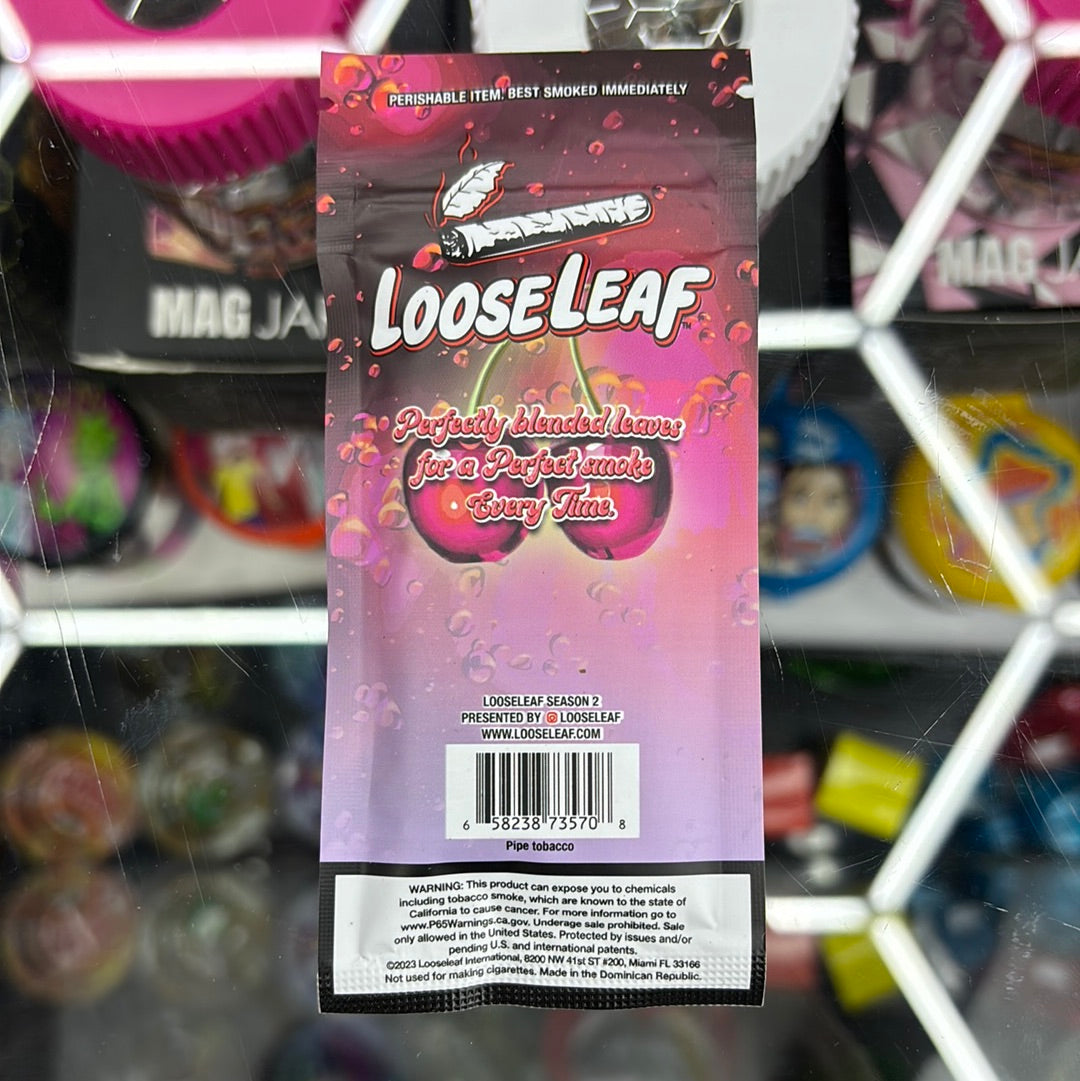 PERISHABLE ITEM. BEST SMOKED IMMEDIATELY
LOOSELEAF™
Perfectly blended leaves
for a Perfect smoke
Every Time.
LOOSELEAF SEASON 2
PRESENTED BY LOOSELEAF
WWW.LOOSELEAF.COM
6 58238 73570 8
Pipe tobacco
WARNING: This product can expose you to chemicals
including tobacco smoke, which are known to the state of
California to cause cancer. For more information go to
www.P65Warnings.ca.gov. Underage sale prohibited. Sale
only allowed in the United States. Protected by issues and/or
pending U.S. and international patents.
©2023 Looseleaf International, 8200 NW 41st ST #200, Miami FL 33166
Not used for making cigarettes. Made in the Dominican Republic.
MAG JA
MAG JA